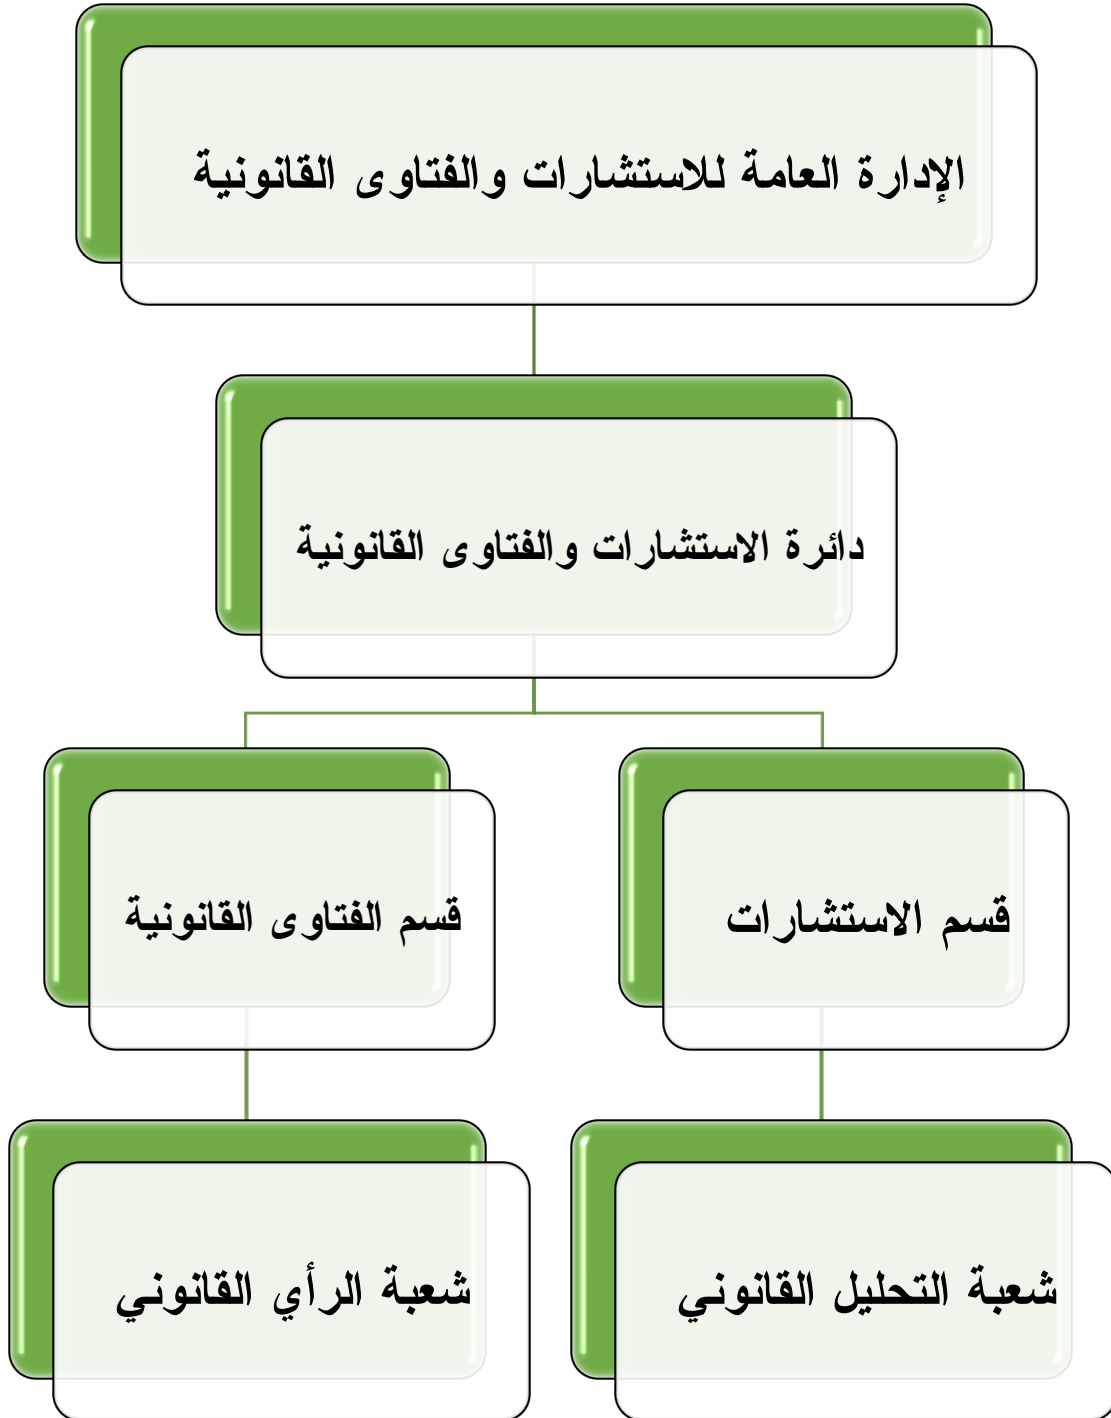 الإدارة العامة للاستشارات والفتاوى القانونية
دائرة الاستشارات والفتاوى القانونية
قسم الاستشارات
قسم الفتاوى القانونية
شعبة التحليل القانوني
شعبة الرأي القانوني